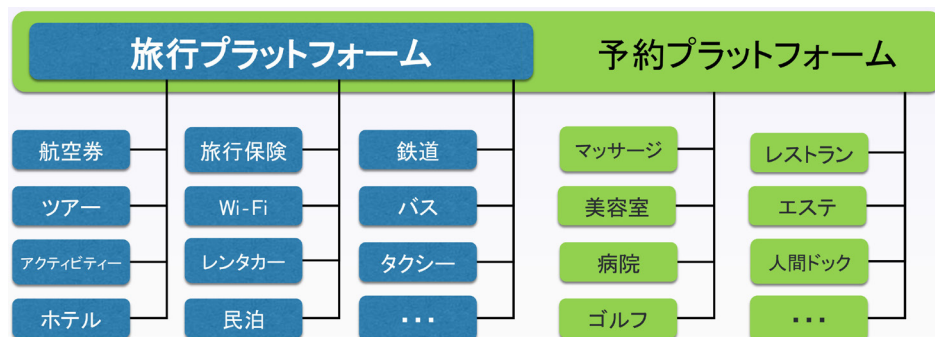 旅行プラットフォーム
予約プラットフォーム
航空券
旅行保険
鉄道
マッサージ
レストラン
ツアー
Wi-Fi
バス
美容室
エステ
アクティビティー
レンタカー
タクシー
病院
人間ドック
ホテル
民泊
・・・
ゴルフ
・・・